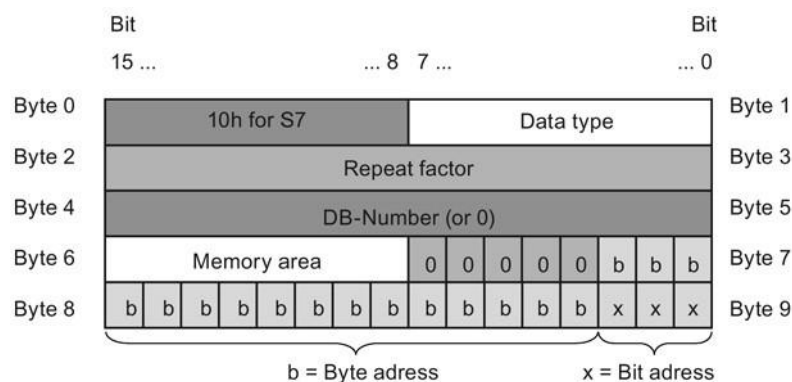 Bit Bit
15 ... ... 8 7 ... ... 0
Byte 0 10h for S7 Data type Byte 1
Byte 2 Repeat factor Byte 3
Byte 4 DB-Number (or 0) Byte 5
Byte 6 Memory area 0 0 0 0 0 b b b Byte 7
Byte 8 b b b b b b b b b b b b b x x x Byte 9
b = Byte adress x = Bit adress